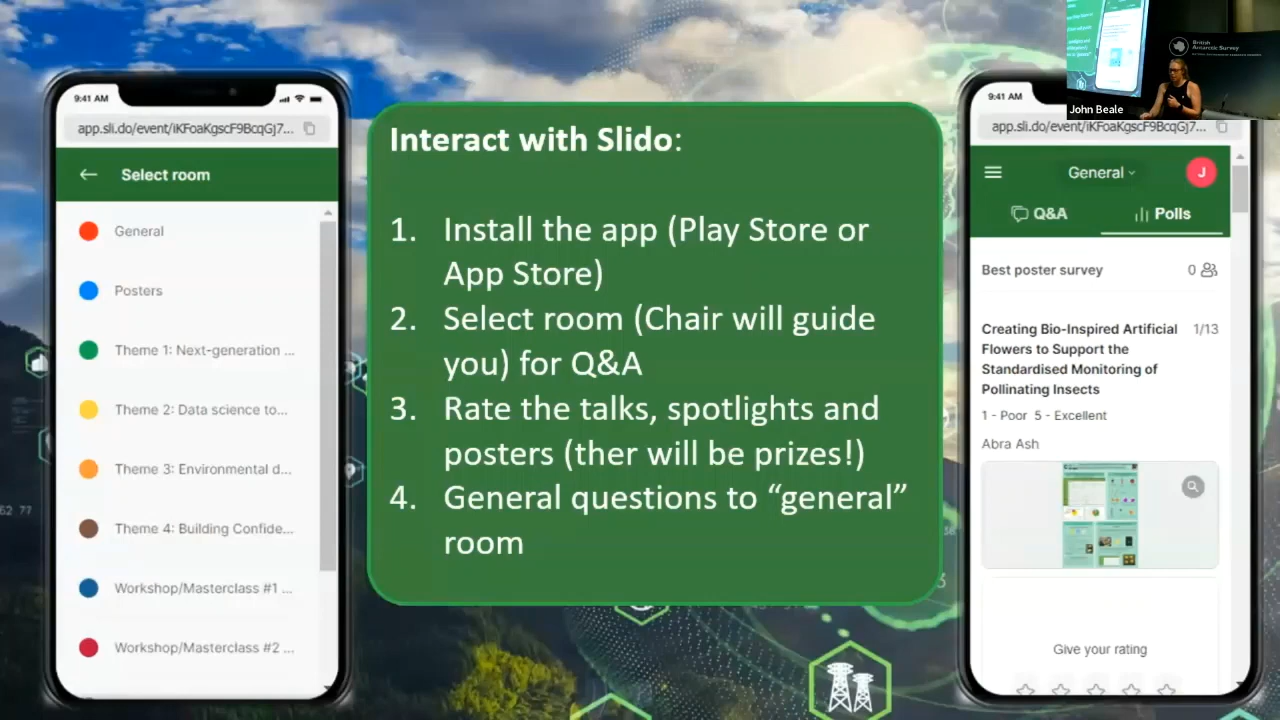 9:41 AM
app.sli.do/event/iKFoaKgscF9BcqGj7...
Select room
General
Posters
Theme 1: Next-generation ...
Theme 2: Data science to...
Theme 3: Environmental d...
Theme 4: Building Confide...
Workshop/Masterclass #1 ...
Workshop/Masterclass #2 ...
Interact with Slido:
1. Install the app (Play Store or
App Store)
2. Select room (Chair will guide
you) for Q&A
3. Rate the talks, spotlights and
posters (ther will be prizes!)
4. General questions to “general”
room
British
Antarctic Survey
John Beale
9:41 AM
app.sli.do/event/iKFoaKgscF9BcqGj7...
General
J
Q&A
Polls
Best poster survey 0
Creating Bio-Inspired Artificial 1/13
Flowers to Support the
Standardised Monitoring of
Pollinating Insects
1 - Poor 5 - Excellent
Abra Ash
Give your rating
62 77